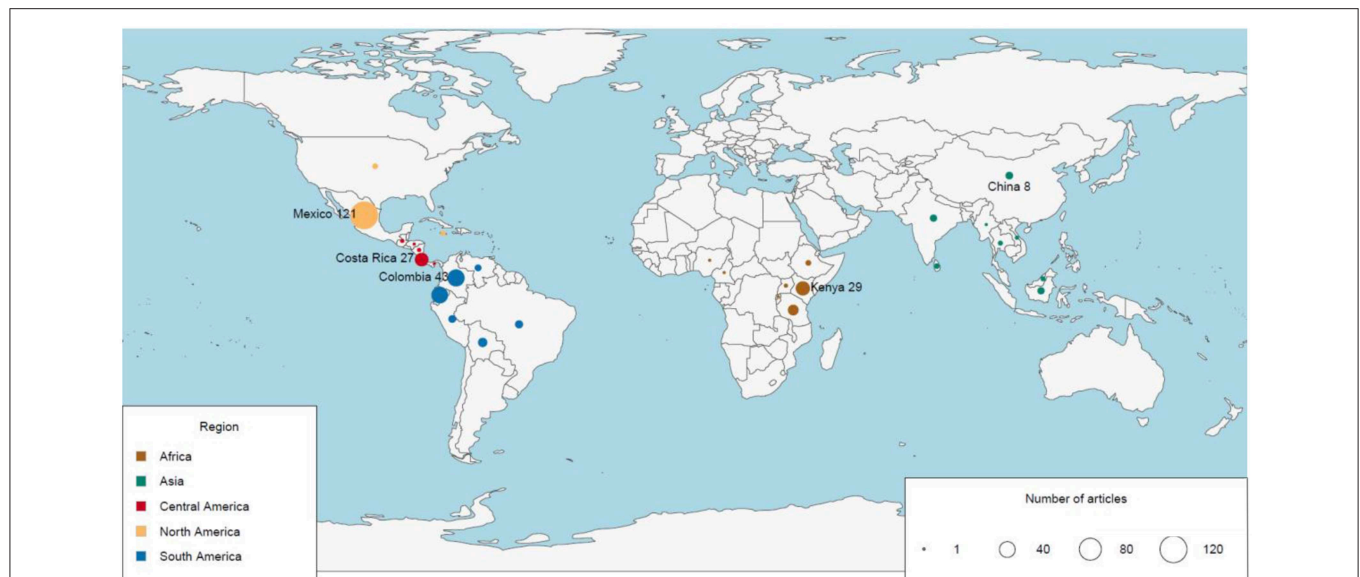 China 8
Mexico 121
Costa Rica 27
Colombia 43
Kenya 29
Region
Africa
Asia
Central America
North America
South America
Number of articles
1 40 80 120